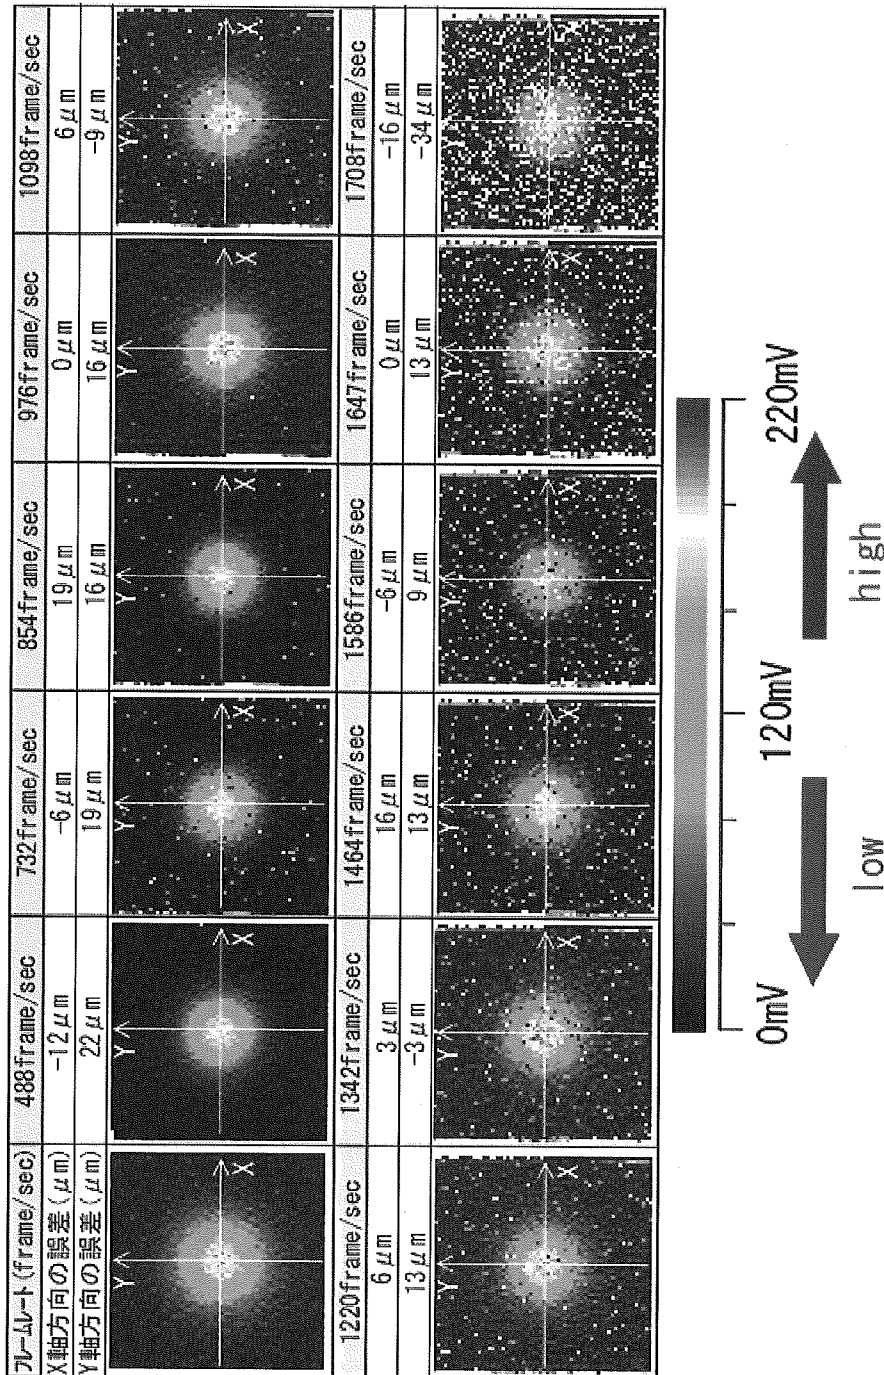 フレームレート(frame/sec) 488frame/sec 732frame/sec 854frame/sec 976frame/sec 1098frame/sec
X軸方向の誤差(μm) -12μm -6μm 19μm 0μm 6μm
Y軸方向の誤差(μm) 22μm 19μm 16μm 16μm -9μm
Y X Y X Y X Y X Y X Y X
1220frame/sec 1342frame/sec 1464frame/sec 1586frame/sec 1647frame/sec 1708frame/sec
6μm 3μm 16μm -6μm 0μm -16μm
13μm -3μm 13μm 9μm 13μm -34μm
Y X Y X Y X Y X Y X Y X
0mV 120mV 220mV
low high